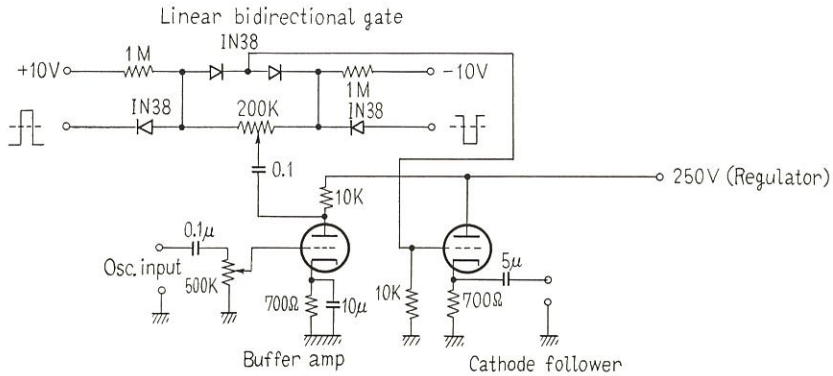 Linear bidirectional gate
IN38
1M
+10V
-10V
1M
IN38
200K
IN38
0.1
10K
250V (Regulator)
0.1μ
Osc. input
500K
700Ω
10μ
10K
5μ
700Ω
Buffer amp
Cathode follower